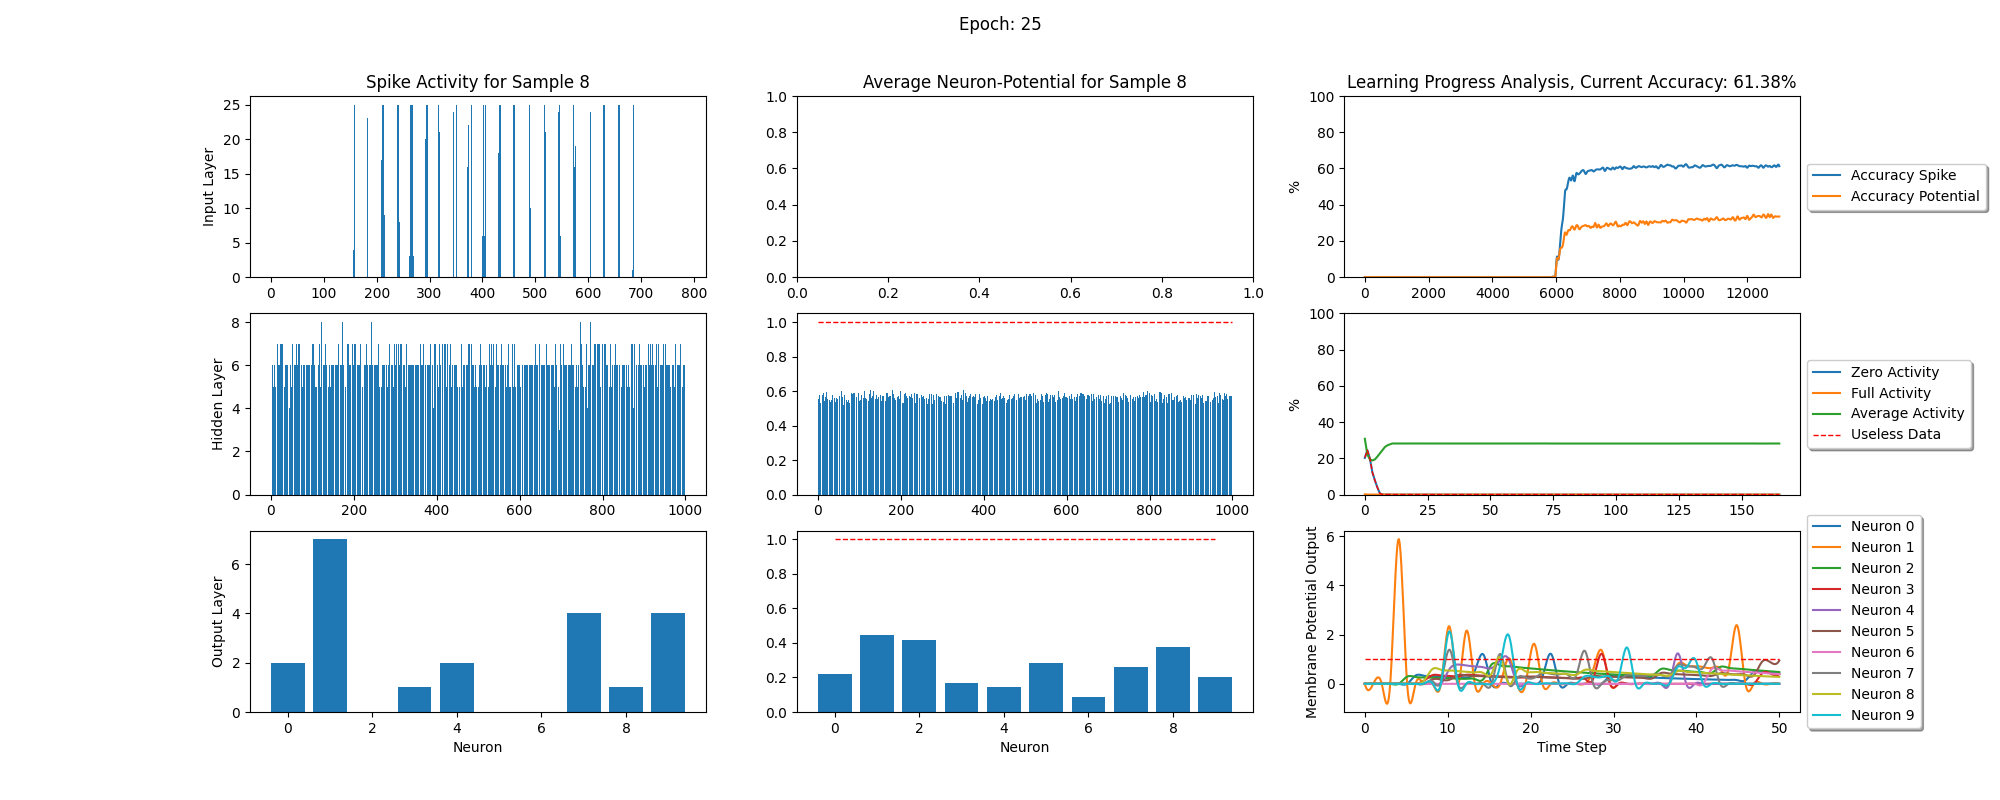 Epoch: 25
Spike Activity for Sample 8
Input Layer
25
20
15
10
5
0
0 100 200 300 400 500 600 700 800
Average Neuron-Potential for Sample 8
1.0
0.8
0.6
0.4
0.2
0.0
0.0 0.2 0.4 0.6 0.8 1.0
Learning Progress Analysis, Current Accuracy: 61.38%
%
100
80
60
40
20
0
0 2000 4000 6000 8000 10000 12000
Accuracy Spike
Accuracy Potential
Hidden Layer
8
6
4
2
0
0 200 400 600 800 1000
1.0
0.8
0.6
0.4
0.2
0.0
0 200 400 600 800 1000
%
100
80
60
40
20
0
0 25 50 75 100 125 150
Zero Activity
Full Activity
Average Activity
Useless Data
Output Layer
6
4
2
0
0 2 4 6 8
Neuron
1.0
0.8
0.6
0.4
0.2
0.0
0 2 4 6 8
Neuron
Membrane Potential Output
6
4
2
0
0 10 20 30 40 50
Time Step
Neuron 0
Neuron 1
Neuron 2
Neuron 3
Neuron 4
Neuron 5
Neuron 6
Neuron 7
Neuron 8
Neuron 9